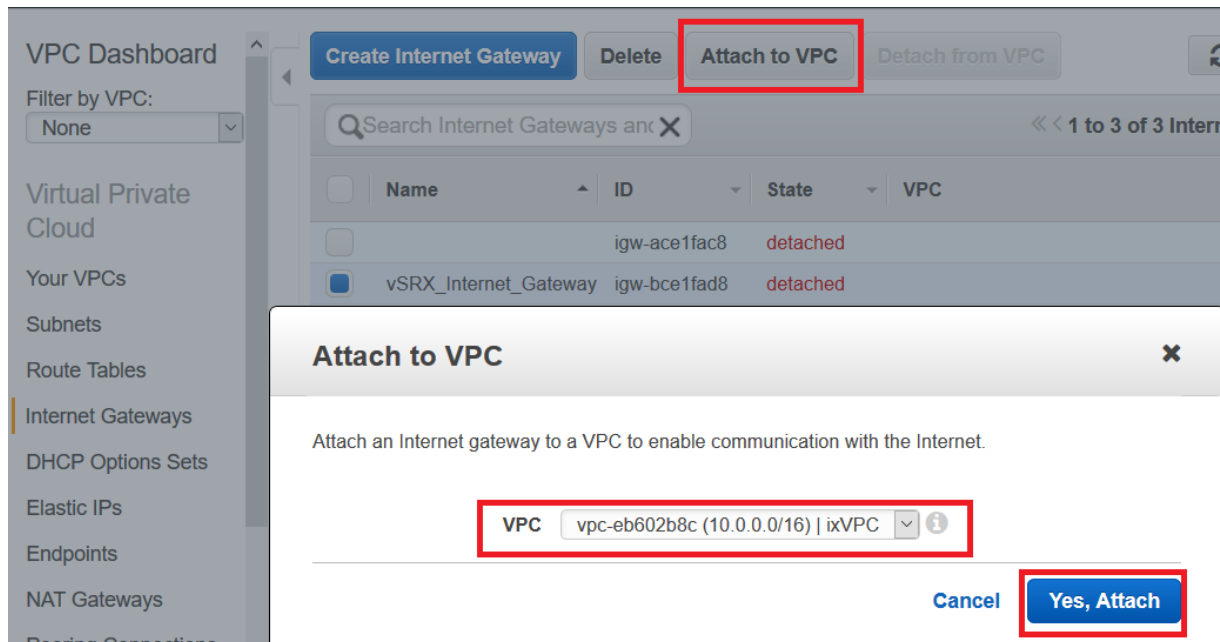 VPC Dashboard
Filter by VPC:
None
Virtual Private
Cloud
Your VPCs
Subnets
Route Tables
Internet Gateways
DHCP Options Sets
Elastic IPs
Endpoints
NAT Gateways
Peering Connections
Create Internet Gateway Delete Attach to VPC Detach from VPC
Search Internet Gateways and X
« < 1 to 3 of 3 Intern
Name ID State VPC
igw-ace1fac8 detached
vSRX_Internet_Gateway igw-bce1fad8 detached
Attach to VPC
Attach an Internet gateway to a VPC to enable communication with the Internet.
VPC vpc-eb602b8c (10.0.0.0/16) | ixVPC
Cancel Yes, Attach